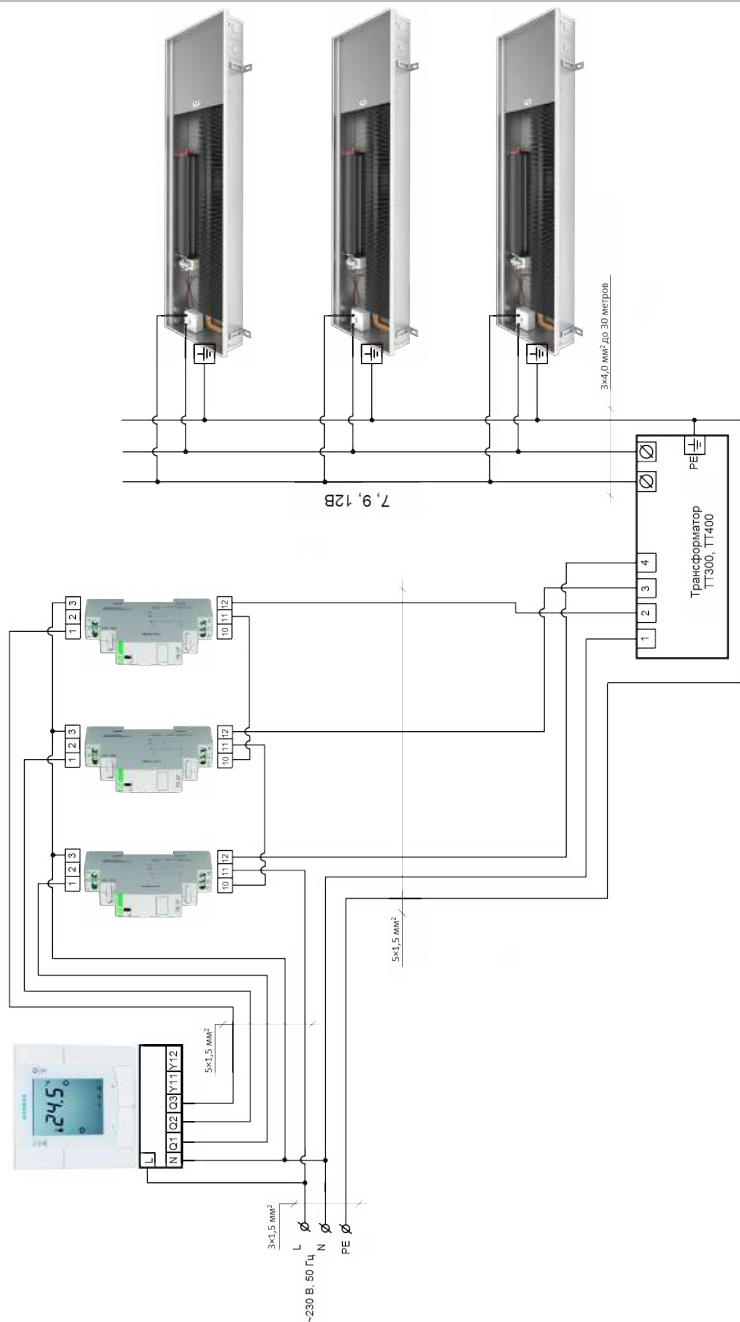 SIEMENS
24.5
L
N Q1 Q2 Q3 Y11 Y12
5×1,5 мм²
3×1,5 мм²
L
~230 В, 50 Гц
N
PE
1 2 3
10 11 12
1 2 3
10 11 12
1 2 3
10 11 12
5×1,5 мм²
7, 9, 12В
3×4,0 мм² до 30 метров
1 2 3 4
PE
Трансформатор
ТТ300, ТТ400